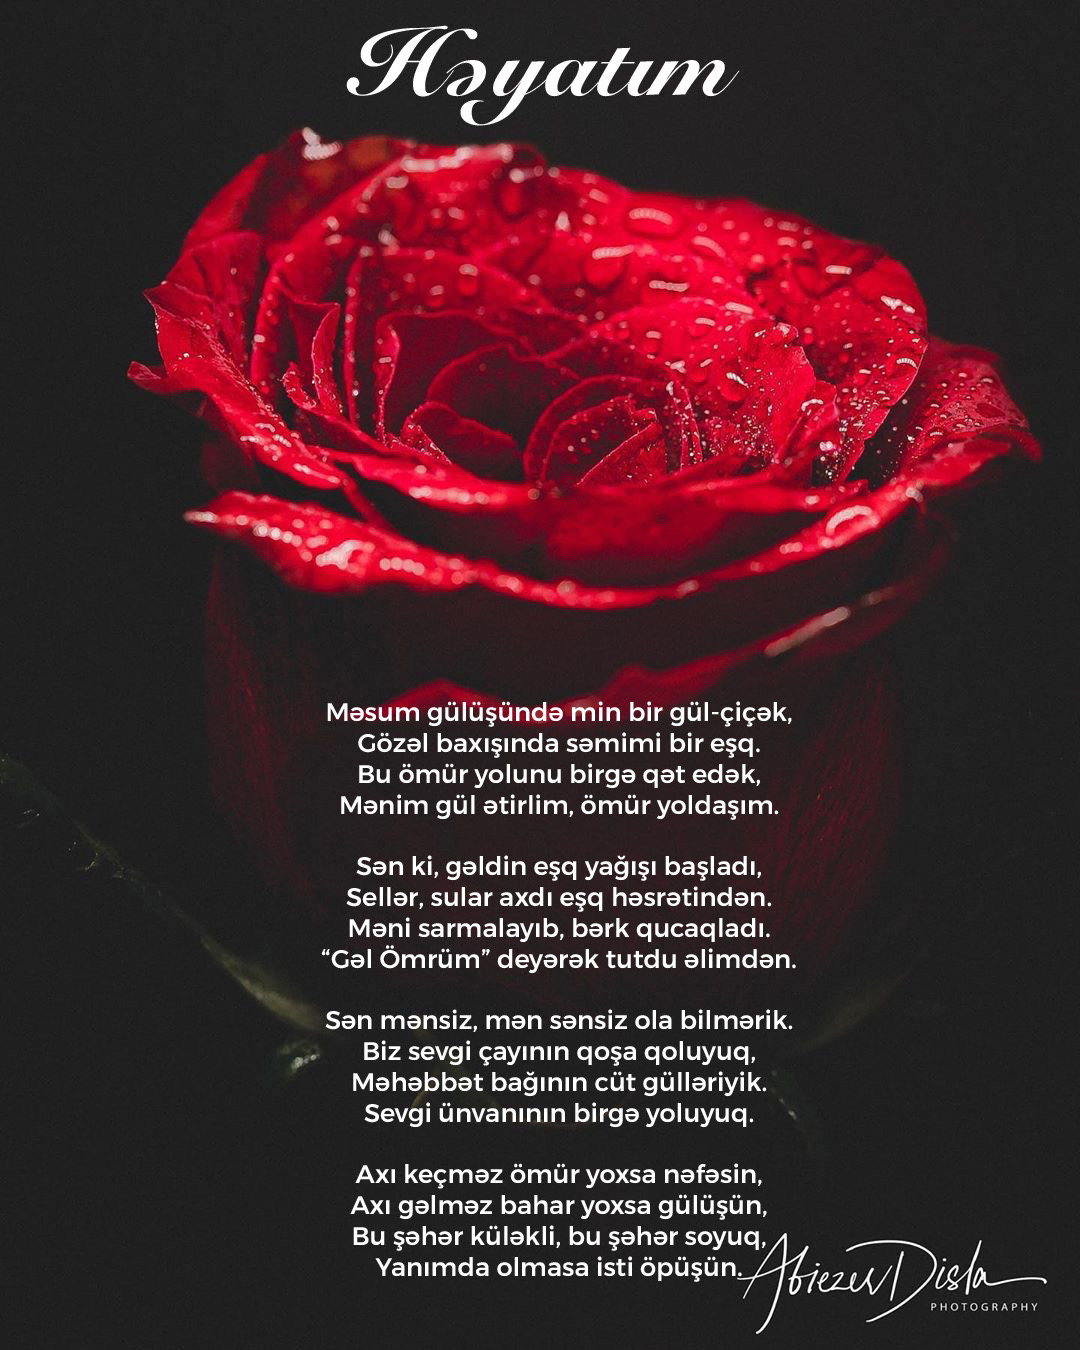 Həyatım
Məsum gülüşündə min bir gül-çiçək,
Gözəl baxışında səmimi bir eşq.
Bu ömür yolunu birgə qət edək,
Mənim gül ətirlim, ömür yoldaşım.
Sən ki, gəldin eşq yağışı başladı,
Sellər, sular axdı eşq həsrətindən.
Məni sarmalayıb, bərk qucaqladı.
“Gəl Ömrüm” deyərək tutdu əlimdən.
Sən mənsiz, mən sənsiz ola bilmərik.
Biz sevgi çayının qoşa qoluyuq,
Məhəbbət bağının cüt gülləriyik.
Sevgi ünvanının birgə yoluyuq.
Axı keçməz ömür yoxsa nəfəsin,
Axı gəlməz bahar yoxsa gülüşün,
Bu şəhər küləkli, bu şəhər soyuq,
Yanımda olmasa isti öpüşün.
Abiezer Disla
PHOTOGRAPHY